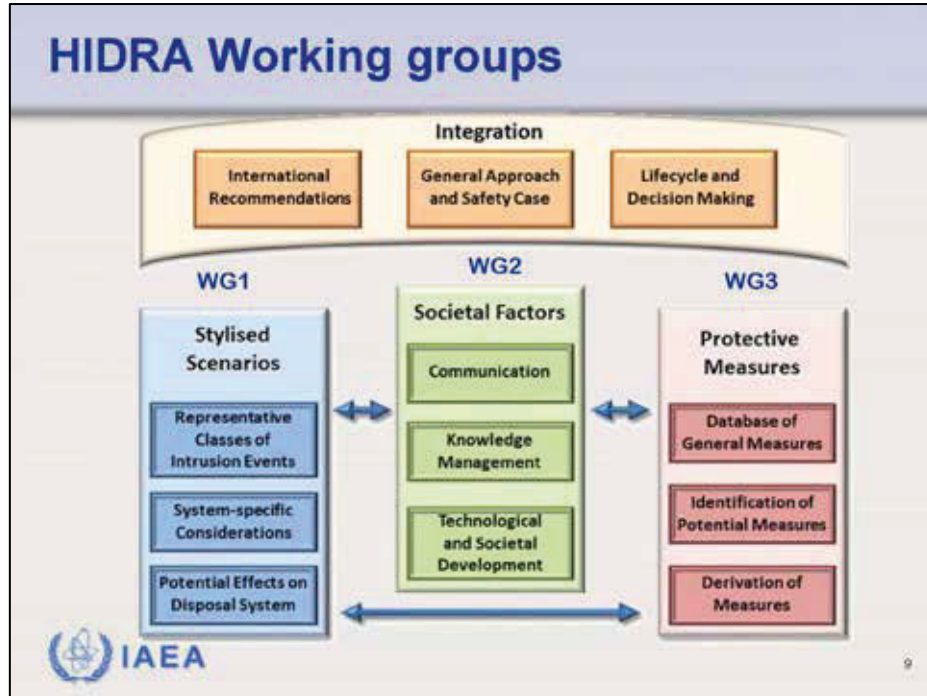 HIDRA Working groups
Integration
International
Recommendations
General Approach
and Safety Case
Lifecycle and
Decision Making
WG1
WG2
WG3
Stylised
Scenarios
Representative
Classes of
Intrusion Events
System-specific
Considerations
Potential Effects on
Disposal System
Societal Factors
Communication
Knowledge
Management
Technological
and Societal
Development
Protective
Measures
Database of
General Measures
Identification of
Potential Measures
Derivation of
Measures
IAEA
9